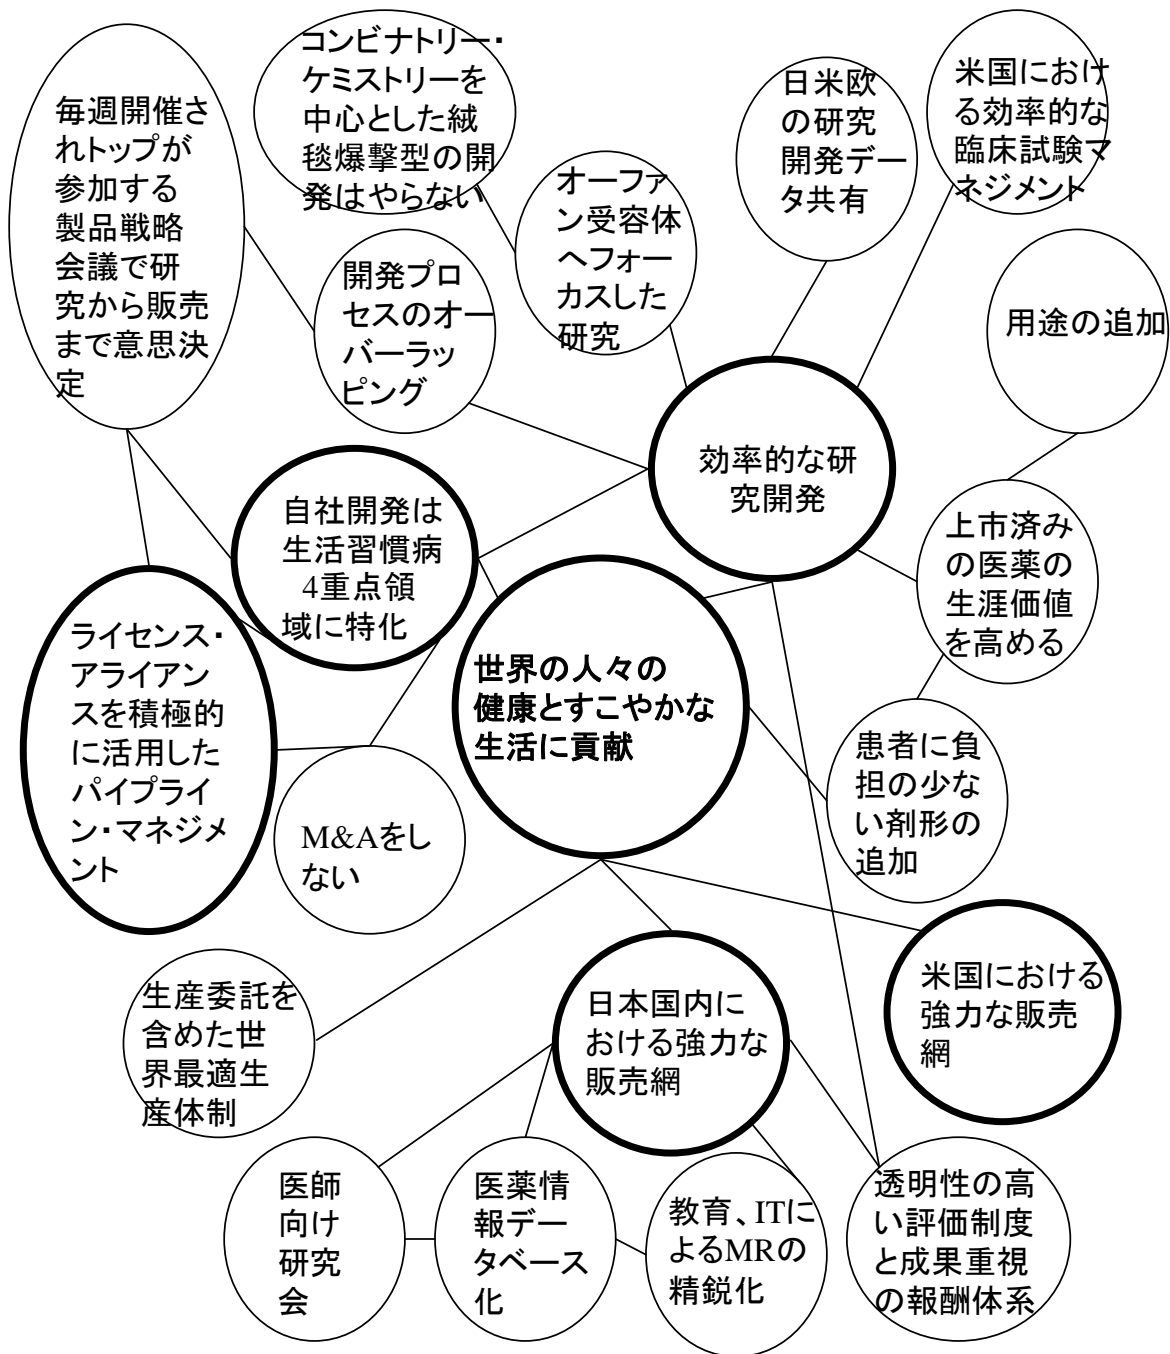 コンビナトリー・
ケミストリーを
中心とした絨
毯爆撃型の開
発はやらない
毎週開催さ
れトップが
参加する
製品戦略
会議で研
究から販売
まで意思決
定
日米欧
の研究
開発デー
タ共有
米国におけ
る効率的な
臨床試験マ
ネジメント
オーファ
ン受容体
へフォー
カスした
研究
開発プロ
セスのオー
バーラッ
ピング
用途の追加
効率的な研
究開発
自社開発は
生活習慣病
4重点領
域に特化
上市済み
の医薬の
生涯価値
を高める
ライセンス・
アライアン
スを積極的
に活用した
パイプライ
ン・マネジメ
ント
世界の人々の
健康とすこやかな
生活に貢献
患者に負
担の少な
い剤形の
追加
M&Aをし
ない
生産委託を
含めた世
界最適生
産体制
日本国内に
おける強力な
販売網
米国における
強力な販売
網
医師
向け
研究
会
医薬情
報デー
タベース
化
教育、ITに
よるMRの
精鋭化
透明性の高
い評価制度
と成果重視
の報酬体系